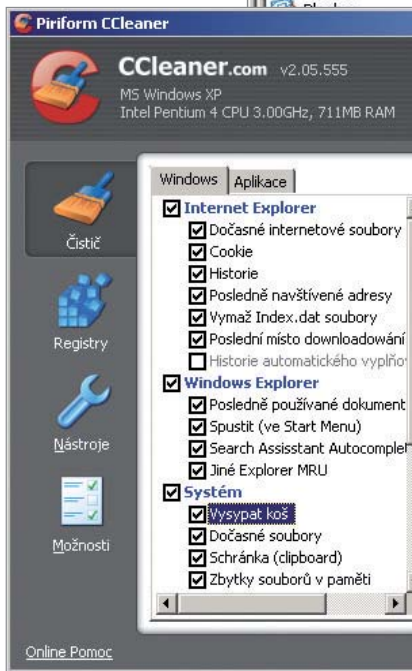 Piriform CCleaner
CCleaner.com v2.05.555
MS Windows XP
Intel Pentium 4 CPU 3.00GHz, 711MB RAM
Čistič
Registry
Nástroje
Možnosti
Windows
Aplikace
Internet Explorer
Dočasné internetové soubory
Cookie
Historie
Posledně navštívené adresy
Vymaž Index.dat soubory
Poslední místo downloadování
Historie automatického vyplňo
Windows Explorer
Posledně používané dokument
Spustit (ve Start Menu)
Search Assisstant Autocomplet
Jiné Explorer MRU
Systém
Vysypat koš
Dočasné soubory
Schránka (clipboard)
Zbytky souborů v paměti
Online Pomoc